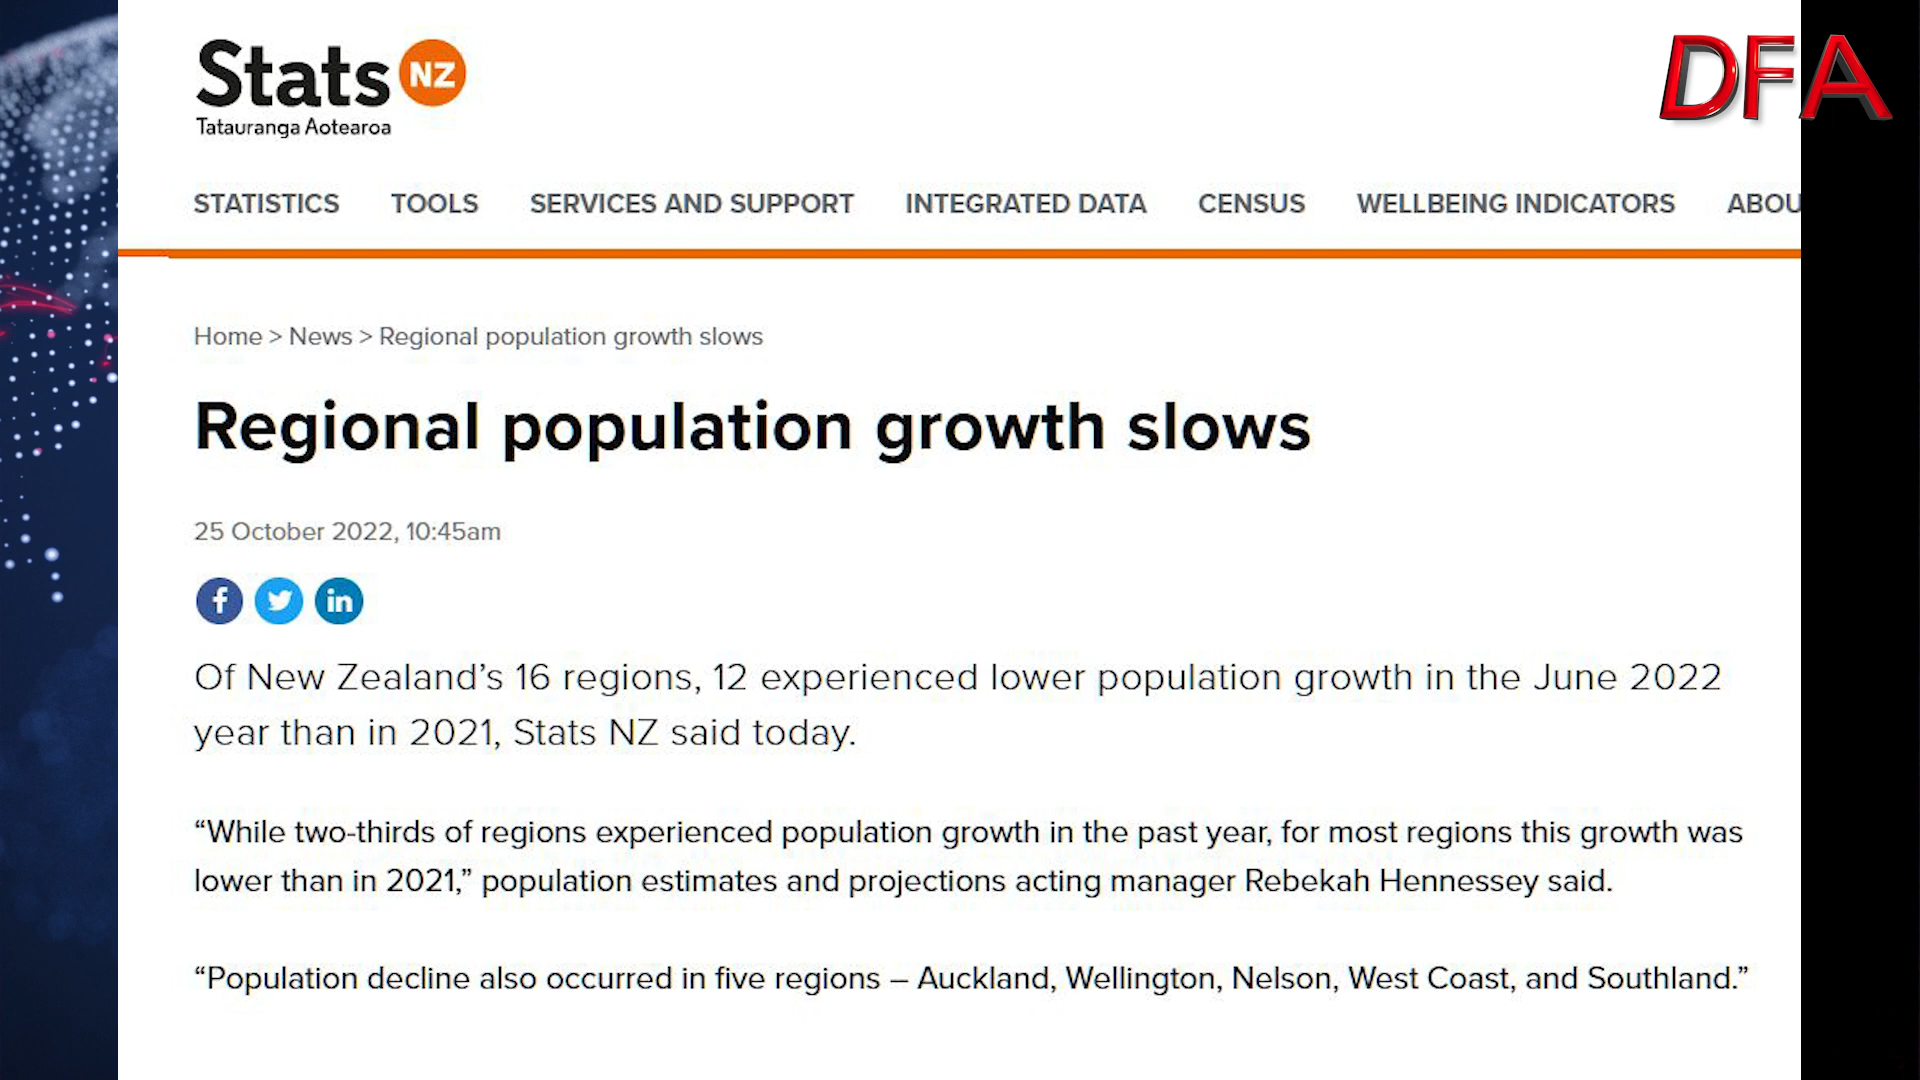 Stats NZ
Tatauranga Aotearoa
DFA
STATISTICS TOOLS SERVICES AND SUPPORT INTEGRATED DATA CENSUS WELLBEING INDICATORS ABOU
Home > News > Regional population growth slows
Regional population growth slows
25 October 2022, 10:45am
f in
Of New Zealand’s 16 regions, 12 experienced lower population growth in the June 2022
year than in 2021, Stats NZ said today.
“While two-thirds of regions experienced population growth in the past year, for most regions this growth was
lower than in 2021,” population estimates and projections acting manager Rebekah Hennessey said.
“Population decline also occurred in five regions – Auckland, Wellington, Nelson, West Coast, and Southland.”